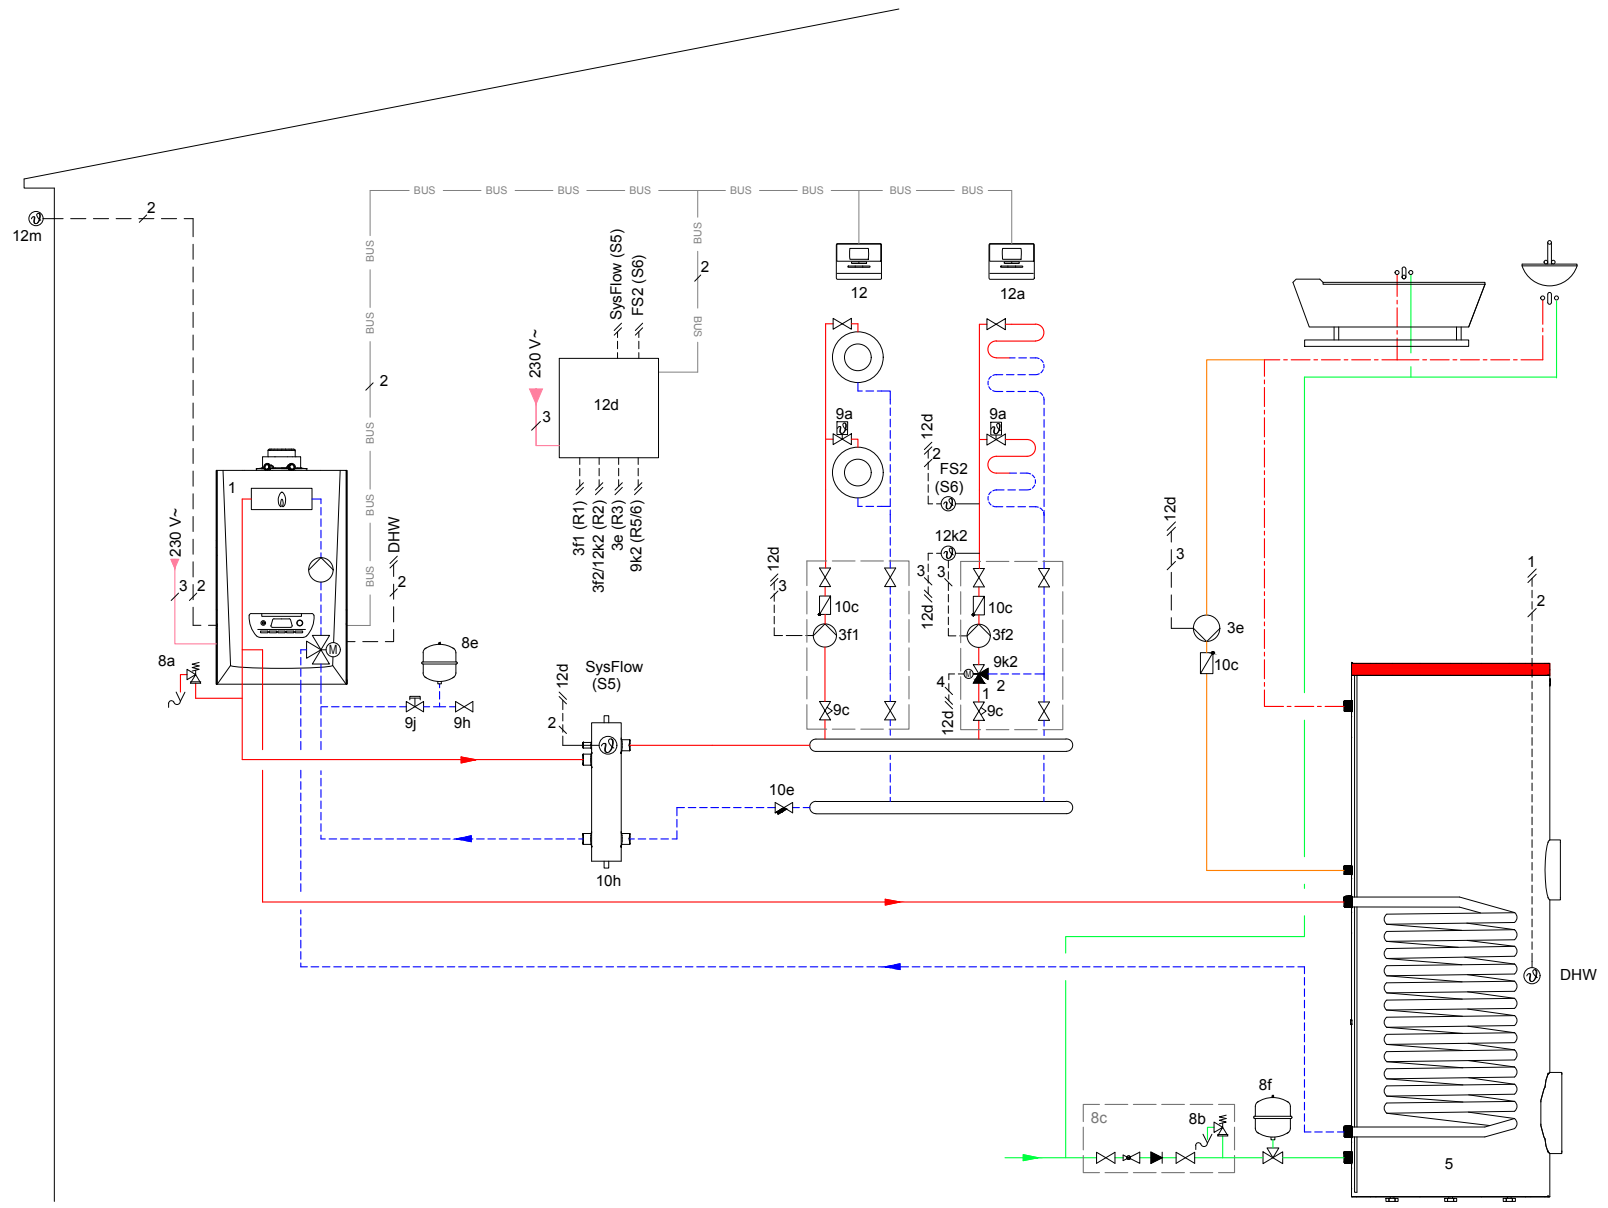 BUS BUS BUS BUS BUS BUS BUS BUS
2
12m
BUS
BUS
BUS
BUS
BUS
BUS
2
2
SysFlow (S5)
FS2 (S6)
230 V~
3
12d
3f1 (R1)
3f2/12k2 (R2)
3e (R3)
9k2 (R5/6)
12
12a
9a
9a
12d
2
FS2
(S6)
12k2
12d
3
3
3
12d
10c
10c
3f1
3f2
9k2
4
2
1
12d
9c
9c
1
230 V~
3
2
DHW
2
8a
8e
9j
9h
12d
2
SysFlow
(S5)
10e
10h
12d
3
3e
10c
1
2
DHW
8f
8c
8b
5